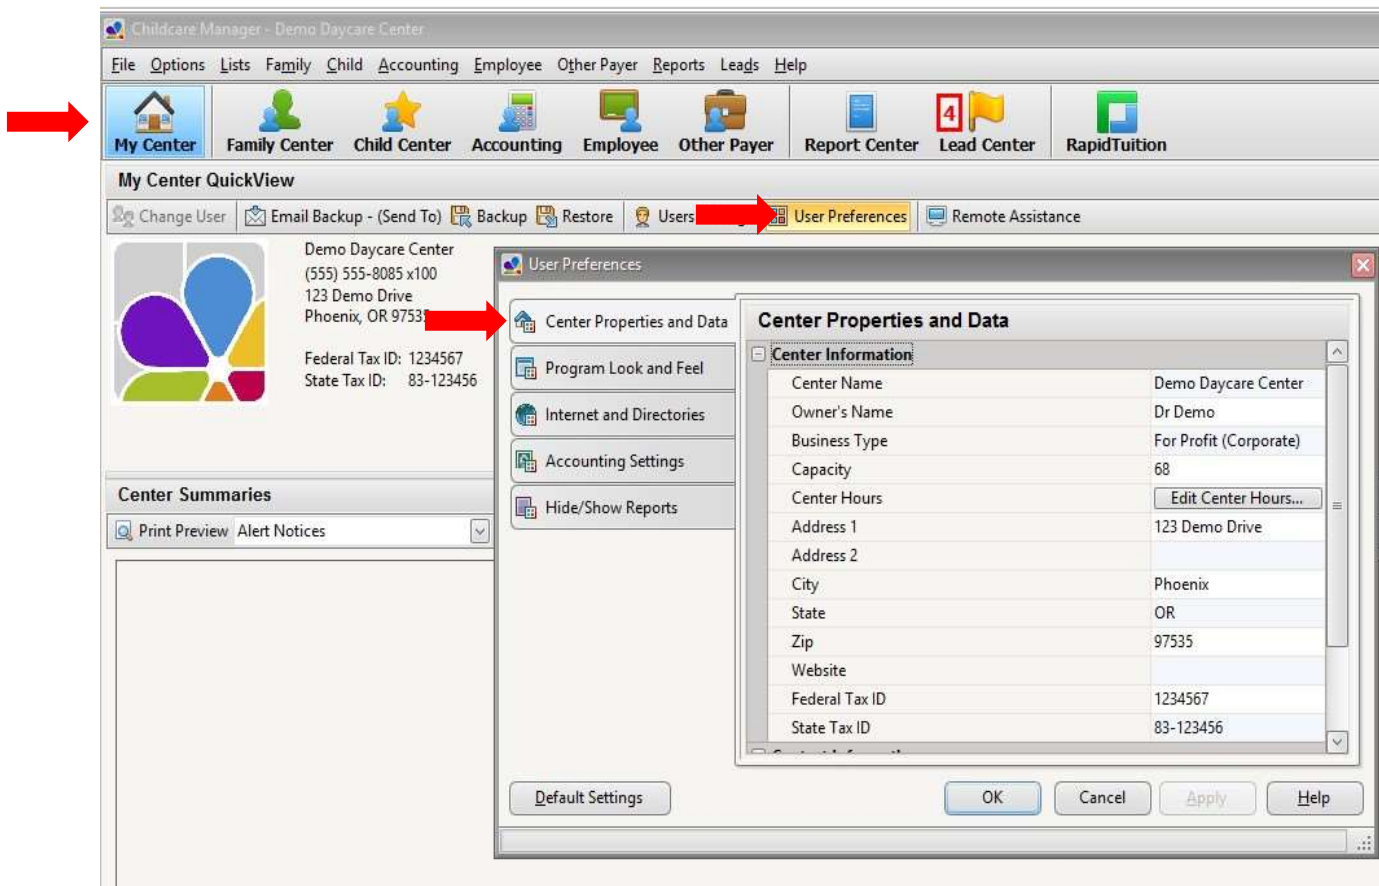 Childcare Manager - Demo Daycare Center
File Options Lists Family Child Accounting Employee Other Payer Reports Leads Help
4
My Center Family Center Child Center Accounting Employee Other Payer Report Center Lead Center RapidTuition
My Center QuickView
Change User Email Backup - (Send To) Backup Restore Users User Preferences Remote Assistance
Demo Daycare Center
(555) 555-8085 x100
123 Demo Drive
Phoenix, OR 97535
Federal Tax ID: 1234567
State Tax ID: 83-123456
Center Summaries
Print Preview Alert Notices
User Preferences
Center Properties and Data
Program Look and Feel
Internet and Directories
Accounting Settings
Hide/Show Reports
Center Properties and Data
Center Information
Center Name Demo Daycare Center
Owner's Name Dr Demo
Business Type For Profit (Corporate)
Capacity 68
Center Hours Edit Center Hours...
Address 1 123 Demo Drive
Address 2
City Phoenix
State OR
Zip 97535
Website
Federal Tax ID 1234567
State Tax ID 83-123456
Default Settings OK Cancel Apply Help